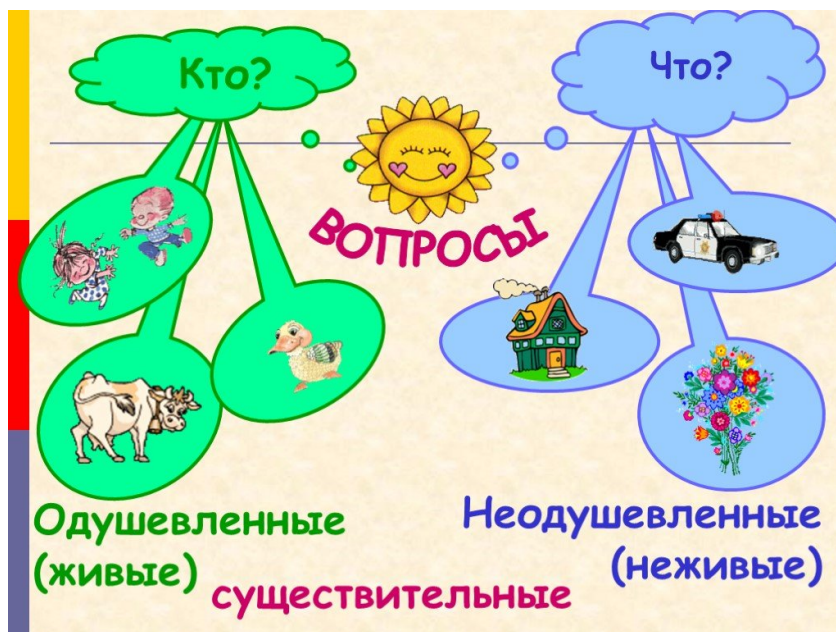 Кто?
Что?
ВОПРОСЫ
Одушевленные
(живые)
Неодушевленные
(неживые)
существительные